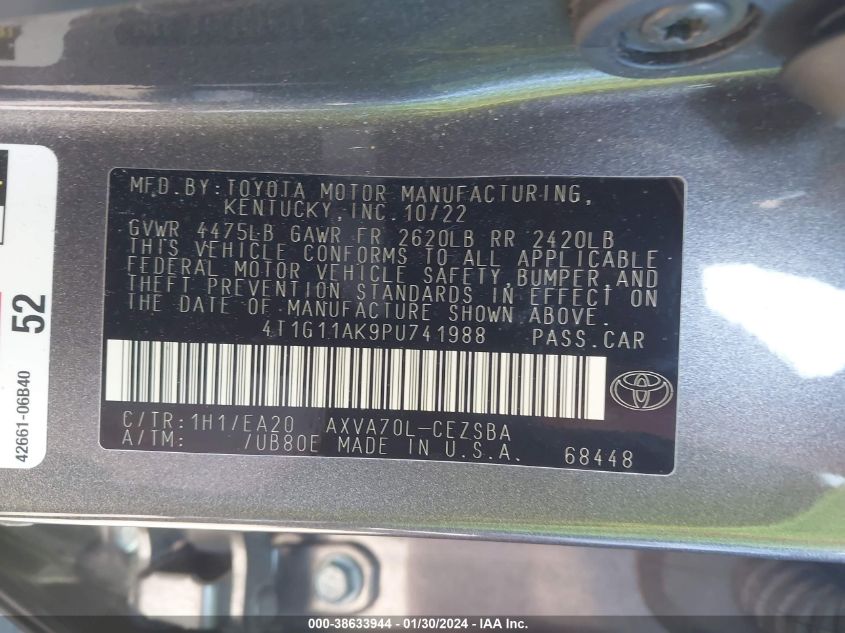 MFD.BY:TOYOTA MOTOR MANUFACTURING,
KENTUCKY,INC.10/22
GVWR 4475LB GAWR FR 2620LB RR 2420LB
THIS VEHICLE CONFORMS TO ALL APPLICABLE
FEDERAL MOTOR VEHICLE SAFETY,BUMPER,AND
THEFT PREVENTION STANDARDS IN EFFECT ON
THE DATE OF MANUFACTURE SHOWN ABOVE.
4T1G11AK9PU741988 PASS.CAR
C/TR:1H1/EA20 AXVA70L-CEZSBA
A/TM: /UB80E MADE IN U.S.A. 68448
52
42661-06B40
000-38633944 - 01/30/2024 - IAAI.COM